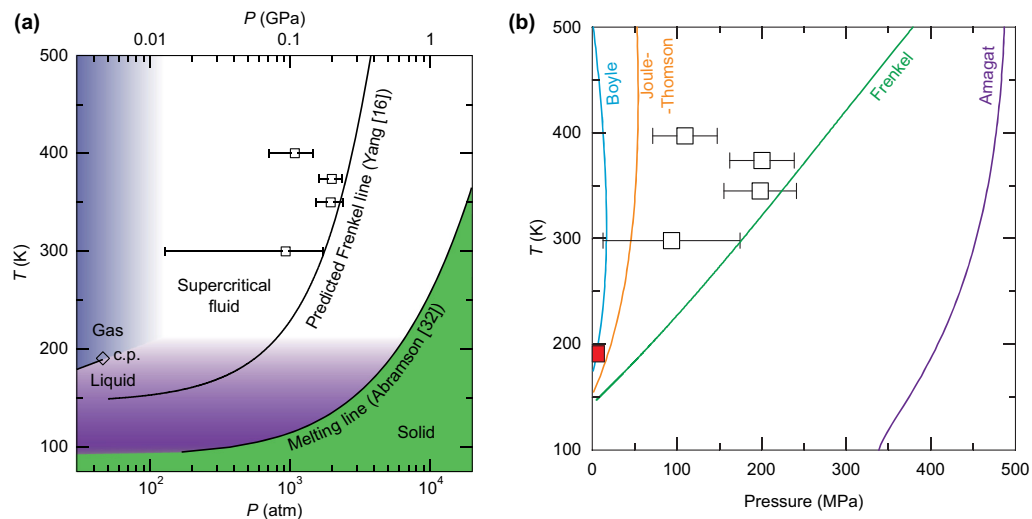 (a)
P (GPa)
0.01 0.1 1
500
400
300
200
100
T (K)
Predicted Frenkel line (Yang [16])
Supercritical
fluid
Gas
c.p.
Liquid
Melting line (Abramson [32])
Solid
10² 10³ 10⁴
P (atm)
(b)
500
400
300
200
100
T (K)
Boyle
Joule-
-Thomson
Frenkel
Amagat
0 100 200 300 400 500
Pressure (MPa)